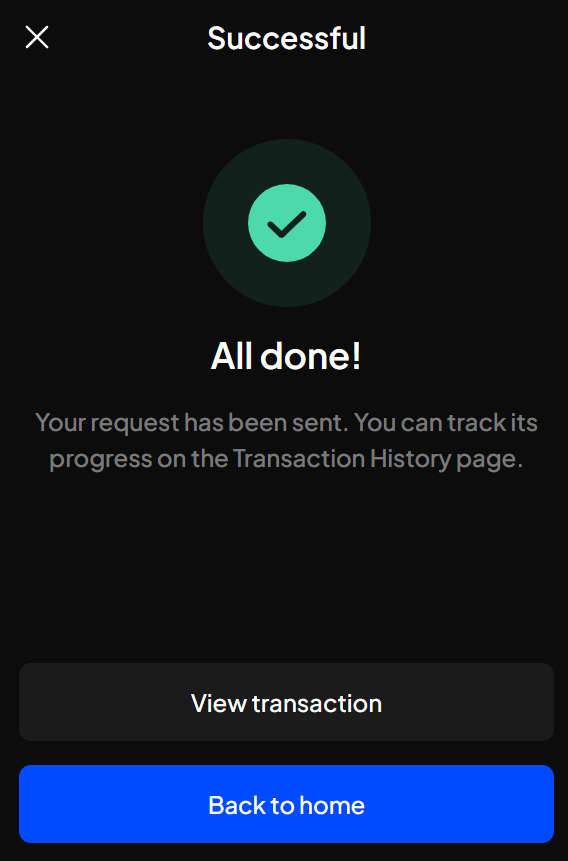 Successful
All done!
Your request has been sent. You can track its
progress on the Transaction History page.
View transaction
Back to home